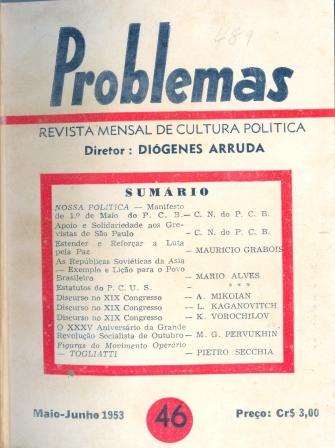 489
Problemas
REVISTA MENSAL DE CULTURA POLÍTICA
Diretor : DIÓGENES ARRUDA
SUMÁRIO
NOSSA POLÍTICA — Manifesto
de 1.º de Maio do P. C. B. — C. N. do P. C. B.
Apoio e Solidariedade aos Gre-
vistas de São Paulo – C. N. do P. C. B.
Estender e Reforçar a Luta
pela Paz — MAURICIO GRABOIS
As Repúblicas Soviéticas da Ásia
— Exemplo e Lição para o Povo
Brasileiro — MARIO ALVES
Estatutos do P. C. U. S. – * * *
Discurso no XIX Congresso — A. MIKOIAN
Discurso no XIX Congresso — L. KAGANOVITCH
Discurso no XIX Congresso — K. VOROCHILOV
O XXXV Aniversário da Grande
Revolução Socialista de Outubro — M. G. PERVUKHIN
Figuras do Movimento Operário
— TOGLIATTI — PIETRO SECCHIA
Maio-Junho 1953 46 Preço: Cr$ 3,00